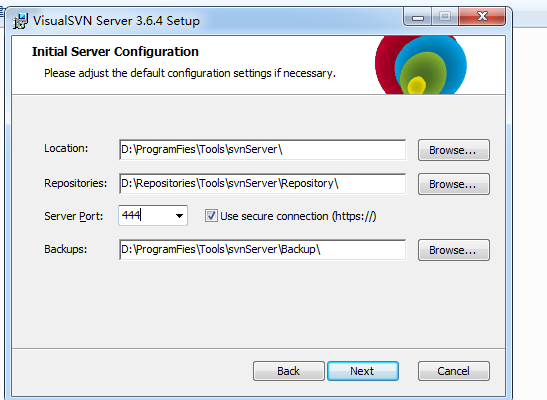 VisualSVN Server 3.6.4 Setup
Initial Server Configuration
Please adjust the default configuration settings if necessary.
Location: D:\ProgramFies\Tools\svnServer\ Browse...
Repositories: D:\Repositories\Tools\svnServer\Repository\ Browse...
Server Port: 444 Use secure connection (https://)
Backups: D:\ProgramFies\Tools\svnServer\Backup\ Browse...
Back Next Cancel